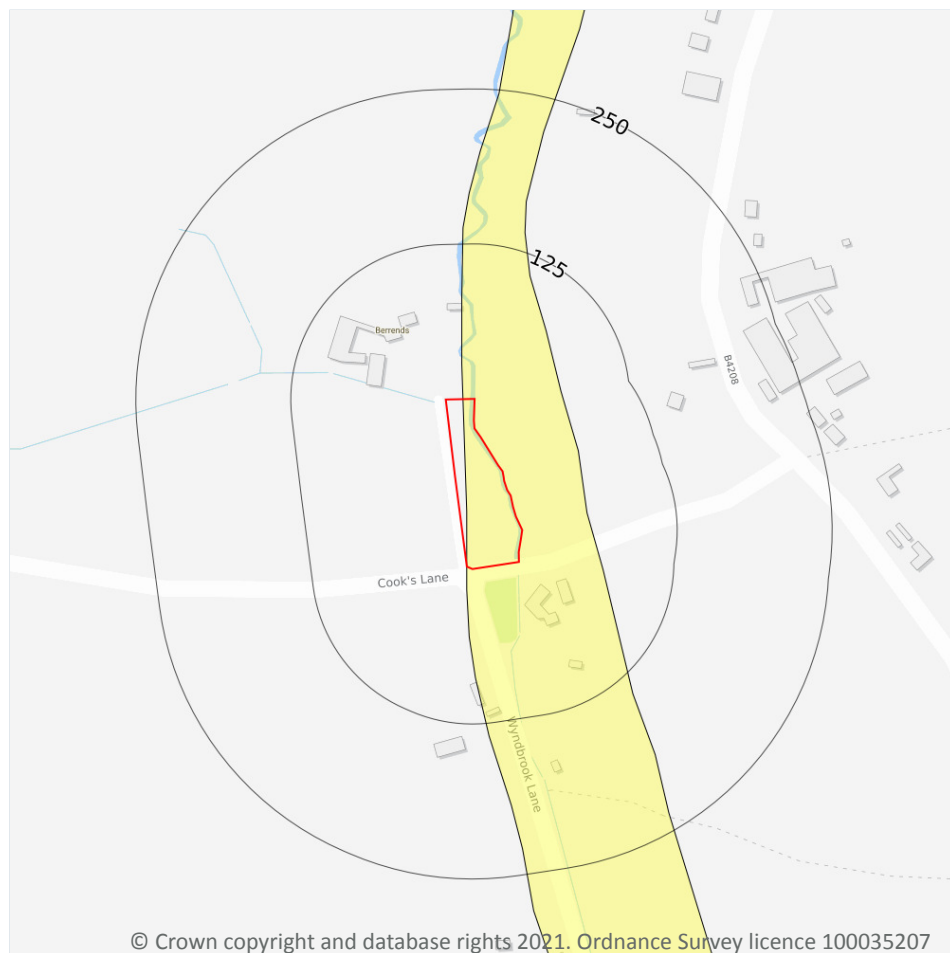 250
125
Berrends
B4208
Cook's Lane
Wyndbrook Lane
© Crown copyright and database rights 2021. Ordnance Survey licence 100035207